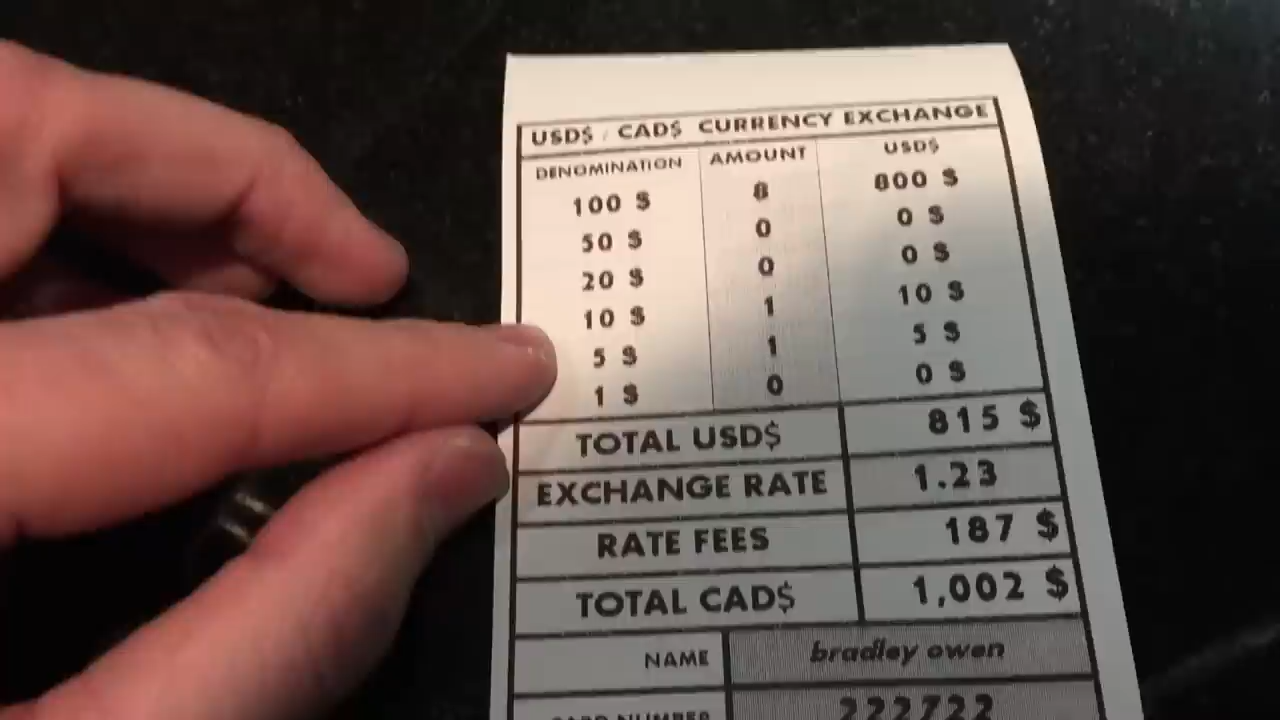 USD$ / CAD$ CURRENCY EXCHANGE
DENOMINATION AMOUNT USD$
100 $ 8 800 $
50 $ 0 0 $
20 $ 0 0 $
10 $ 1 10 $
5 $ 1 5 $
1 $ 0 0 $
TOTAL USD$ 815 $
EXCHANGE RATE 1.23
RATE FEES 187 $
TOTAL CAD$ 1,002 $
NAME bradley owen
CARD NUMBER 222722